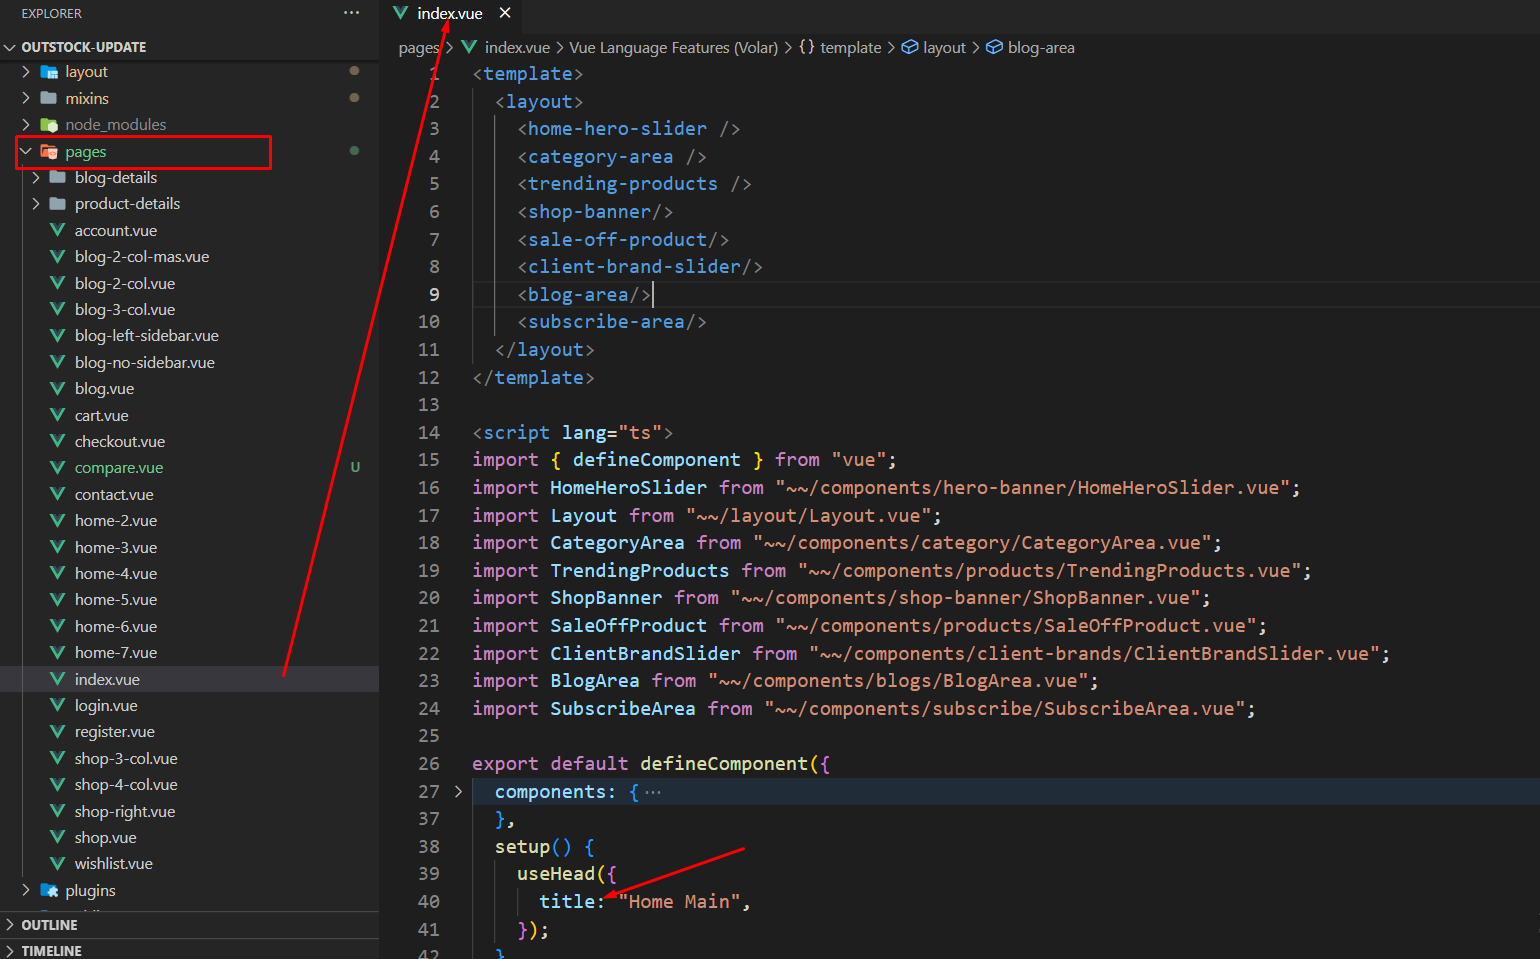 EXPLORER
OUTSTOCK-UPDATE
layout
mixins
node_modules
pages
blog-details
product-details
account.vue
blog-2-col-mas.vue
blog-2-col.vue
blog-3-col.vue
blog-left-sidebar.vue
blog-no-sidebar.vue
blog.vue
cart.vue
checkout.vue
compare.vue U
contact.vue
home-2.vue
home-3.vue
home-4.vue
home-5.vue
home-6.vue
home-7.vue
index.vue
login.vue
register.vue
shop-3-col.vue
shop-4-col.vue
shop-right.vue
shop.vue
wishlist.vue
plugins
OUTLINE
TIMELINE
index.vue
pages > index.vue > Vue Language Features (Volar) > {} template > layout > blog-area
1 <template>
2 <layout>
3 <home-hero-slider />
4 <category-area />
5 <trending-products />
6 <shop-banner/>
7 <sale-off-product/>
8 <client-brand-slider/>
9 <blog-area/>
10 <subscribe-area/>
11 </layout>
12 </template>
13
14 <script lang="ts">
15 import { defineComponent } from "vue";
16 import HomeHeroSlider from "~~/components/hero-banner/HomeHeroSlider.vue";
17 import Layout from "~~/layout/Layout.vue";
18 import CategoryArea from "~~/components/category/CategoryArea.vue";
19 import TrendingProducts from "~~/components/products/TrendingProducts.vue";
20 import ShopBanner from "~~/components/shop-banner/ShopBanner.vue";
21 import SaleOffProduct from "~~/components/products/SaleOffProduct.vue";
22 import ClientBrandSlider from "~~/components/client-brands/ClientBrandSlider.vue";
23 import BlogArea from "~~/components/blogs/BlogArea.vue";
24 import SubscribeArea from "~~/components/subscribe/SubscribeArea.vue";
25
26 export default defineComponent({
27 > components: { ···
37 },
38 setup() {
39 useHead({
40 title: "Home Main",
41 });
42 }